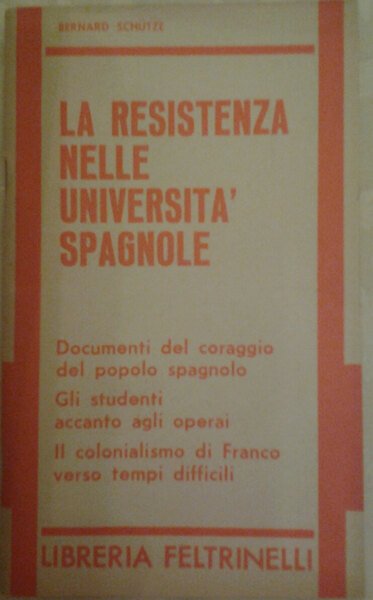 BERNARD SCHUTZE
LA RESISTENZA
NELLE
UNIVERSITA'
SPAGNOLE
Documenti del coraggio
del popolo spagnolo
Gli studenti
accanto agli operai
Il colonialismo di Franco
verso tempi difficili
LIBRERIA FELTRINELLI